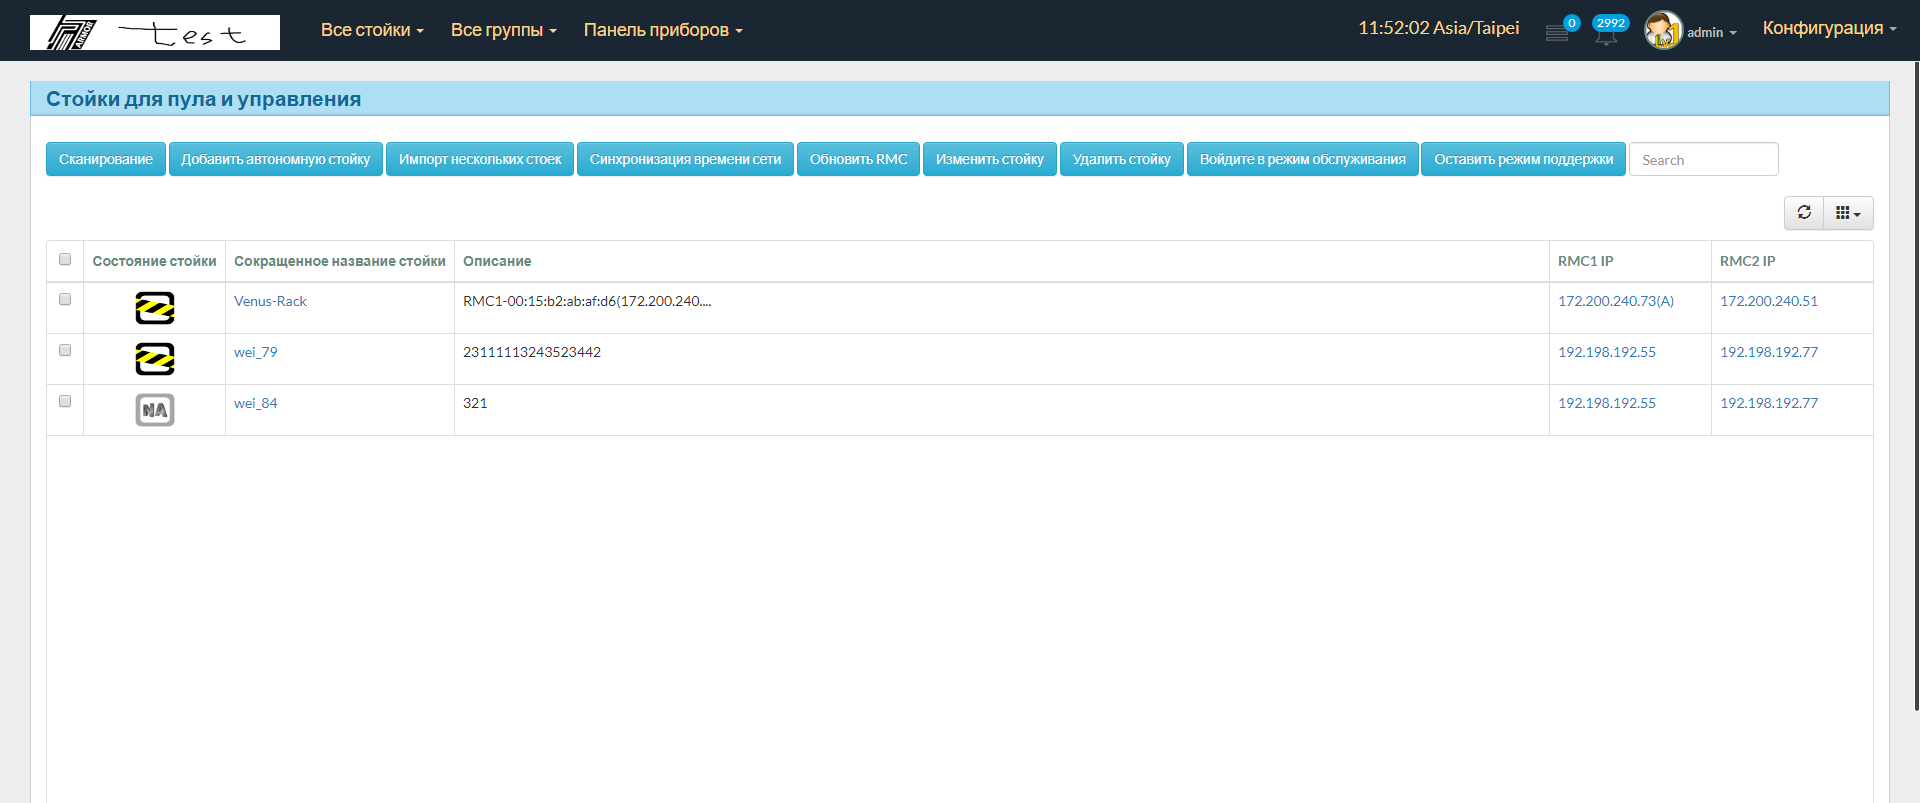 ARMOR test Все стойки Все группы Панель приборов 11:52:02 Asia/Taipei 0 2992 admin Конфигурация
Стойки для пула и управления
Сканирование Добавить автономную стойку Импорт нескольких стоек Синхронизация времени сети Обновить RMC Изменить стойку Удалить стойку Войдите в режим обслуживания Оставить режим поддержки Search
Состояние стойки Сокращенное название стойки Описание RMC1 IP RMC2 IP
Venus-Rack RMC1-00:15:b2:ab:af:d6(172.200.240.... 172.200.240.73(A) 172.200.240.51
wei_79 23111113243523442 192.198.192.55 192.198.192.77
NA wei_84 321 192.198.192.55 192.198.192.77